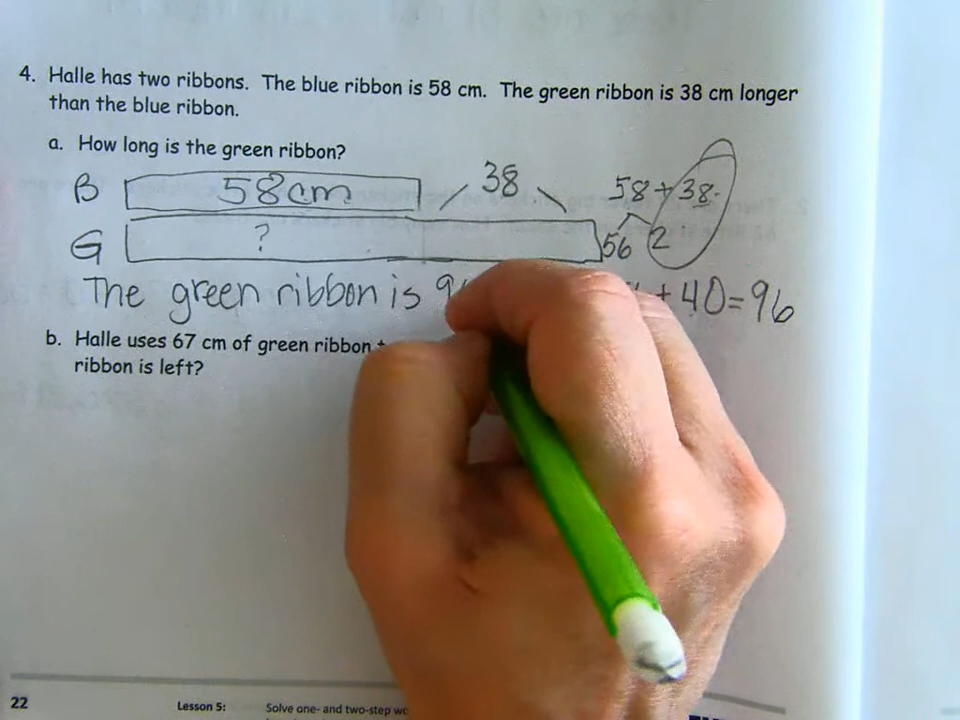 4. Halle has two ribbons. The blue ribbon is 58 cm. The green ribbon is 38 cm longer
than the blue ribbon.
a. How long is the green ribbon?
B 58cm 38 58 + 38
G ? 56 2
The green ribbon is + 40 = 96
b. Halle uses 67 cm of green ribbon
ribbon is left?
22 Lesson 5: Solve one- and two-step